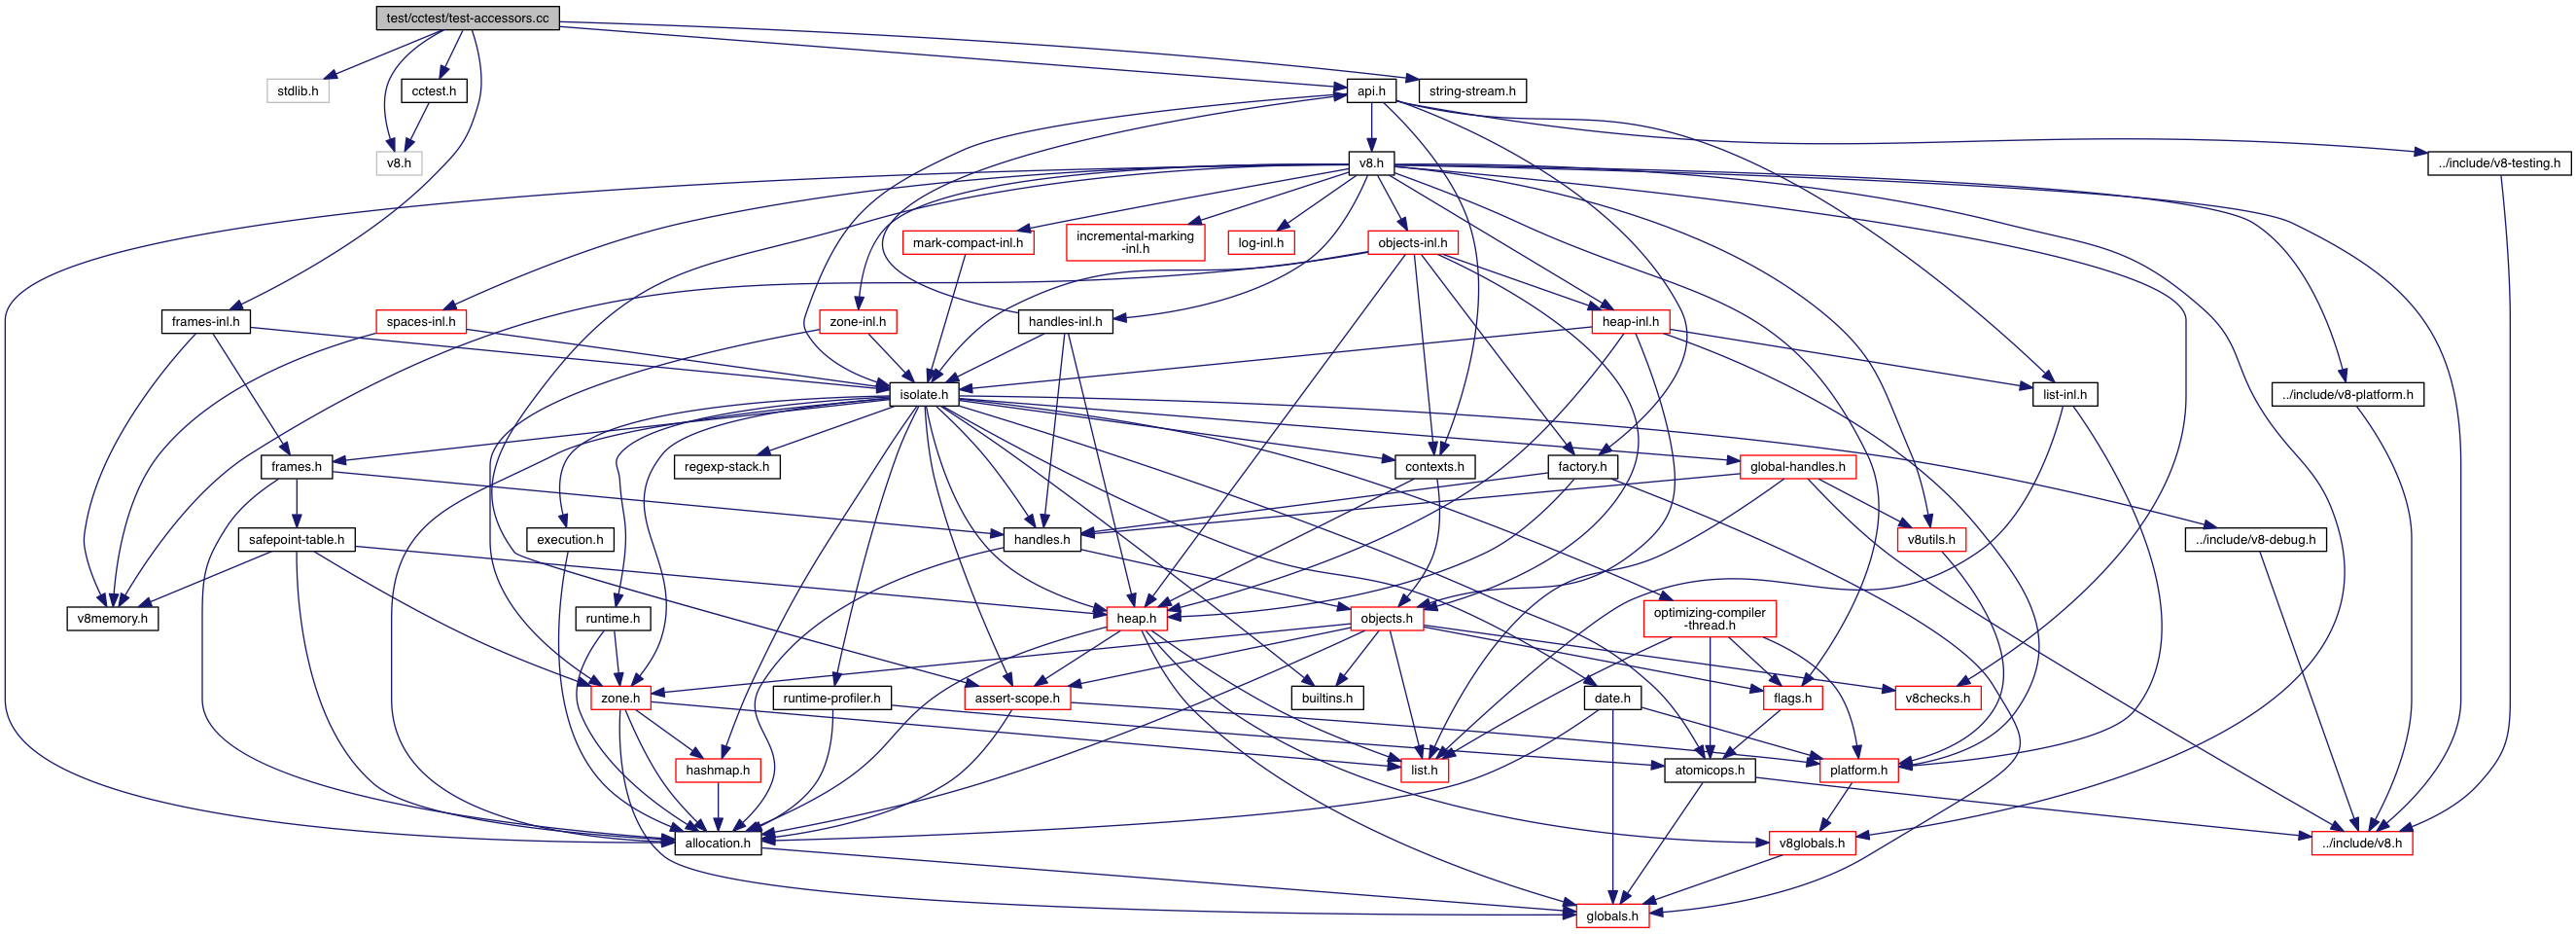 test/cctest/test-accessors.cc
stdlib.h
cctest.h
api.h
string-stream.h
v8.h
v8.h
../include/v8-testing.h
mark-compact-inl.h
incremental-marking
-inl.h
log-inl.h
objects-inl.h
frames-inl.h
spaces-inl.h
zone-inl.h
handles-inl.h
heap-inl.h
isolate.h
list-inl.h
../include/v8-platform.h
frames.h
regexp-stack.h
contexts.h
factory.h
global-handles.h
safepoint-table.h
execution.h
handles.h
v8utils.h
../include/v8-debug.h
v8memory.h
runtime.h
heap.h
objects.h
optimizing-compiler
-thread.h
zone.h
runtime-profiler.h
assert-scope.h
builtins.h
date.h
flags.h
v8checks.h
hashmap.h
list.h
atomicops.h
platform.h
allocation.h
v8globals.h
../include/v8.h
globals.h